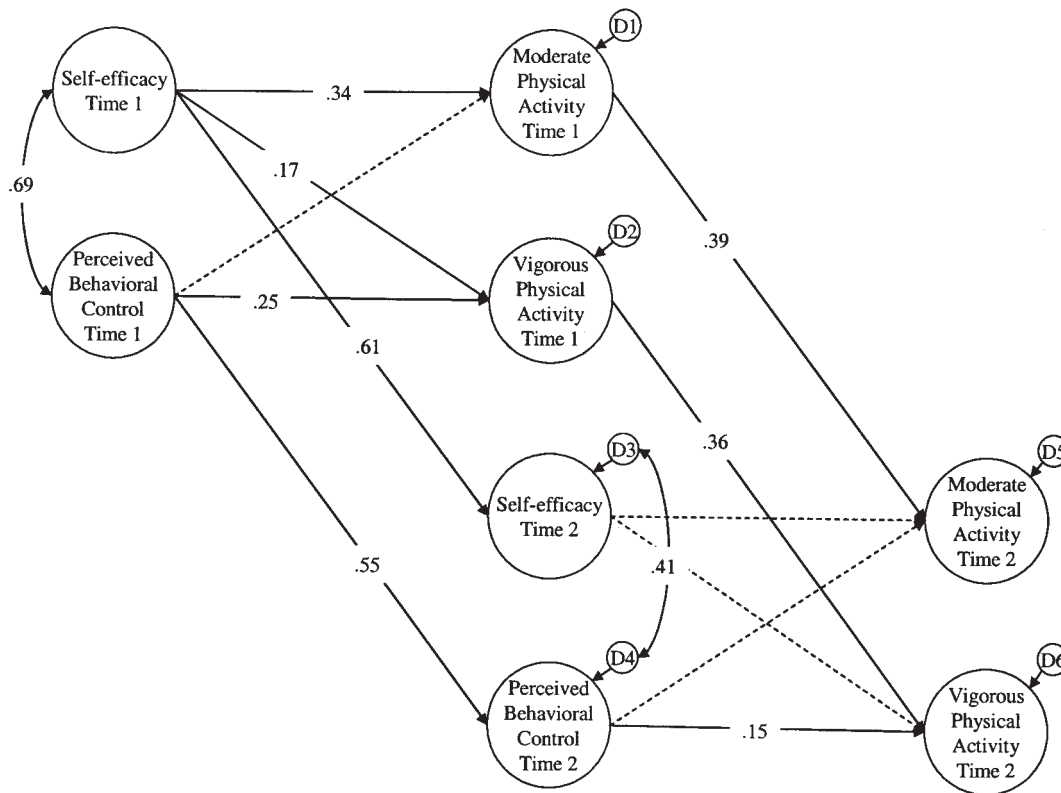 D1
Self-efficacy
Time 1
Moderate
Physical
Activity
Time 1
.34
.17
.69
D2
Perceived
Behavioral
Control
Time 1
Vigorous
Physical
Activity
Time 1
.39
.25
.61
D3
.36
D5
Self-efficacy
Time 2
Moderate
Physical
Activity
Time 2
.55
.41
D4
D6
Perceived
Behavioral
Control
Time 2
.15
Vigorous
Physical
Activity
Time 2